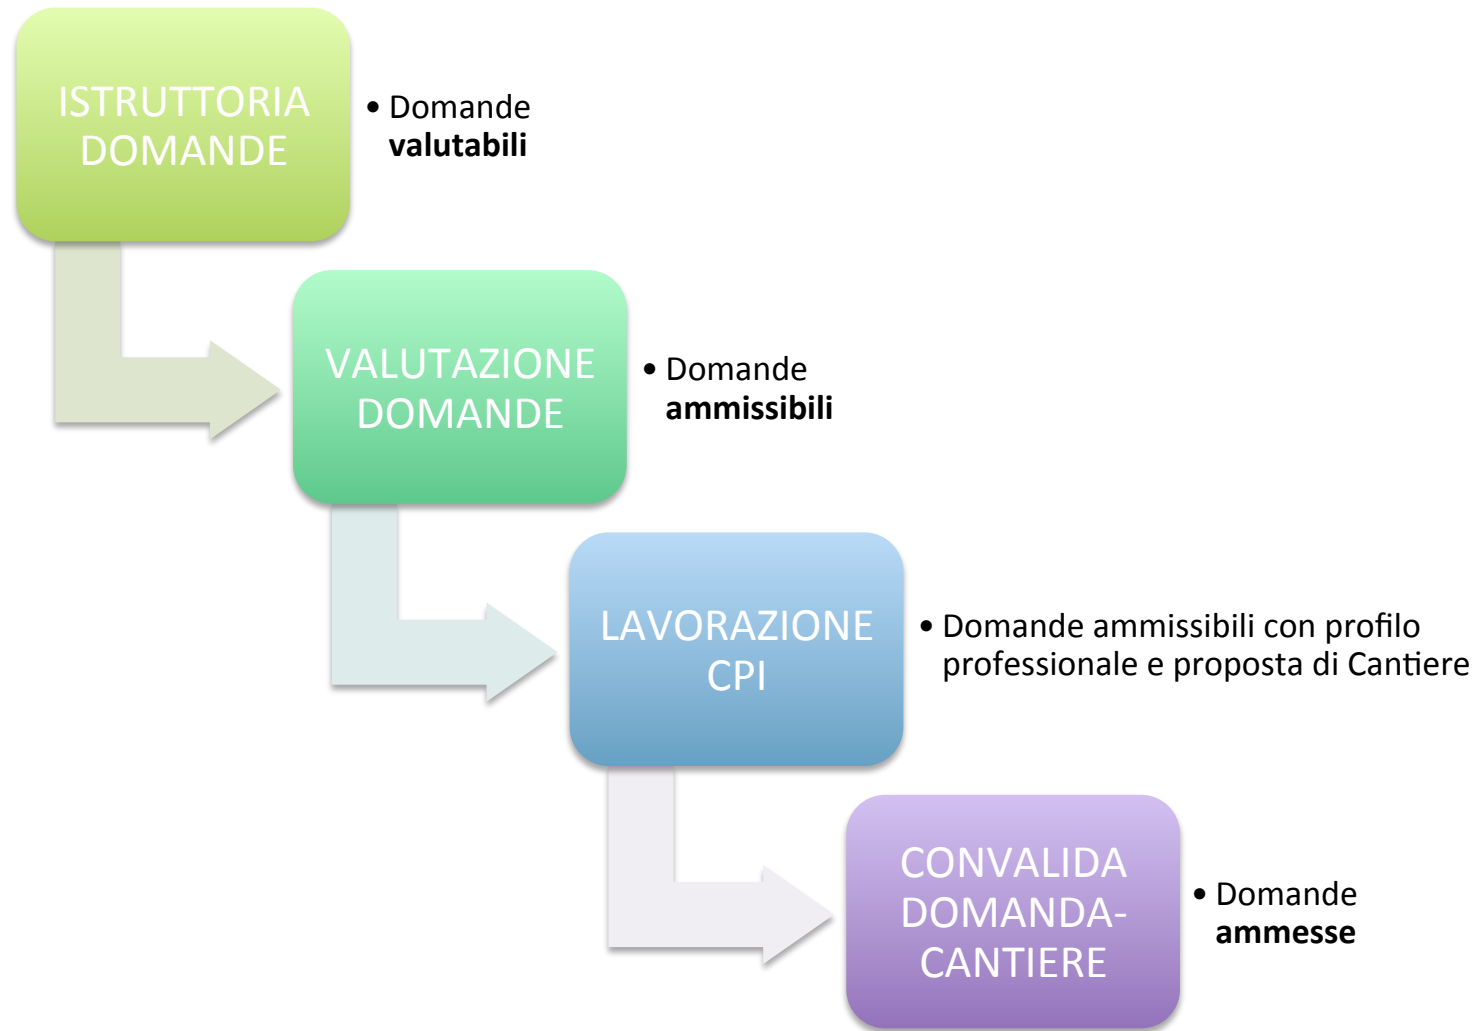 ISTRUTTORIA
DOMANDE
• Domande
valutabili
VALUTAZIONE
DOMANDE
• Domande
ammissibili
LAVORAZIONE
CPI
• Domande ammissibili con profilo
professionale e proposta di Cantiere
CONVALIDA
DOMANDA-
CANTIERE
• Domande
ammesse